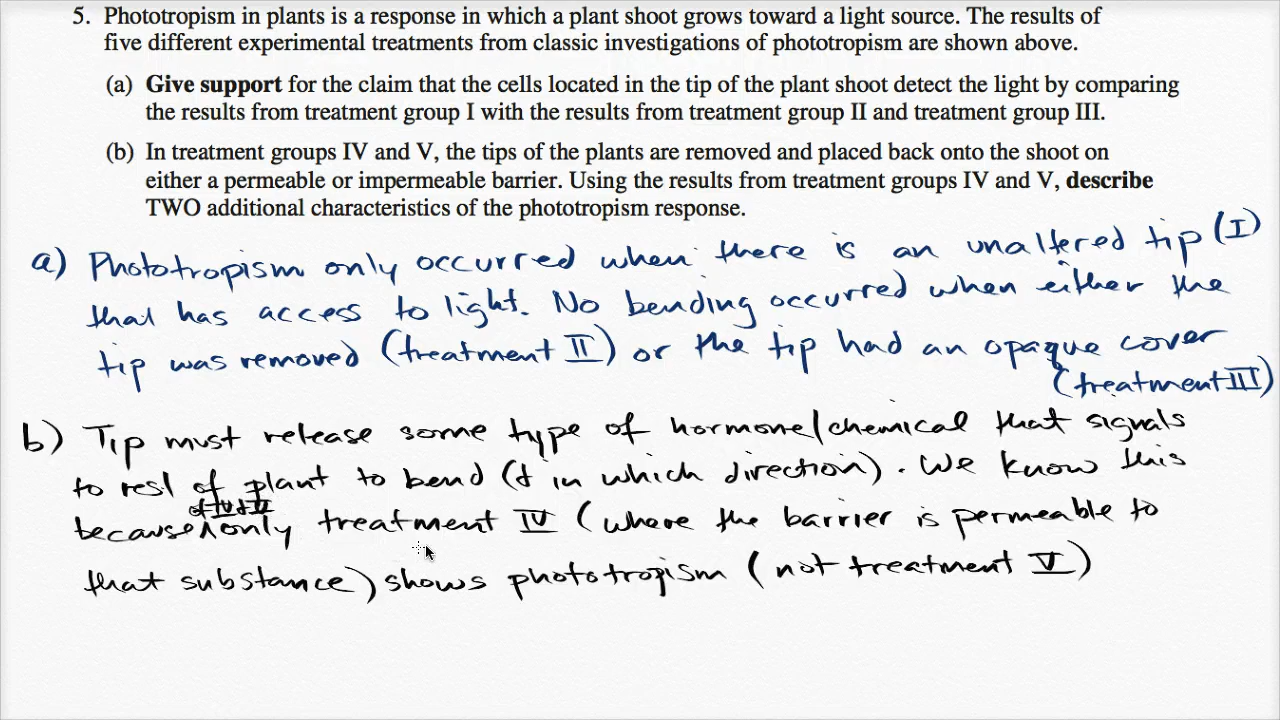 5. Phototropism in plants is a response in which a plant shoot grows toward a light source. The results of
five different experimental treatments from classic investigations of phototropism are shown above.
(a) Give support for the claim that the cells located in the tip of the plant shoot detect the light by comparing
the results from treatment group I with the results from treatment group II and treatment group III.
(b) In treatment groups IV and V, the tips of the plants are removed and placed back onto the shoot on
either a permeable or impermeable barrier. Using the results from treatment groups IV and V, describe
TWO additional characteristics of the phototropism response.
a) Phototropism only occurred when there is an unaltered tip (I)
that has access to light. No bending occurred when either the
tip was removed (treatment II) or the tip had an opaque cover
(treatment III)
b) Tip must release some type of hormone/chemical that signals
to rest of plant to bend (& in which direction). We know this
of IV & V
because only treatment IV (where the barrier is permeable to
that substance) shows phototropism (not treatment V)